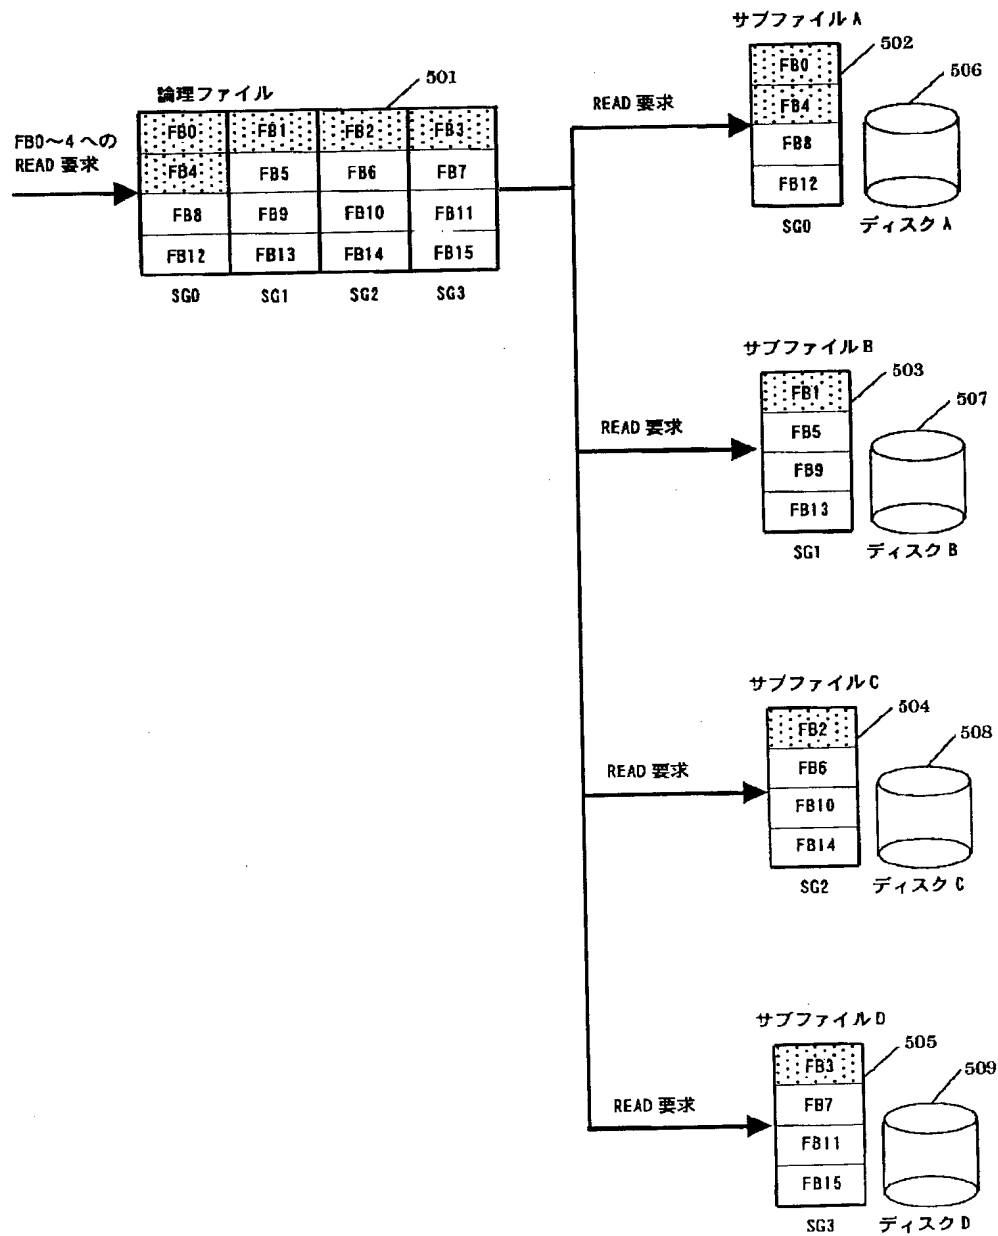 論理ファイル
501
FB0～4 への
READ 要求
FB0 FB1 FB2 FB3
FB4 FB5 FB6 FB7
FB8 FB9 FB10 FB11
FB12 FB13 FB14 FB15
SG0 SG1 SG2 SG3
サブファイル A
502
506
READ 要求
FB0
FB4
FB8
FB12
SG0
ディスク A
サブファイル B
503
507
READ 要求
FB1
FB5
FB9
FB13
SG1
ディスク B
サブファイル C
504
508
READ 要求
FB2
FB6
FB10
FB14
SG2
ディスク C
サブファイル D
505
509
READ 要求
FB3
FB7
FB11
FB15
SG3
ディスク D